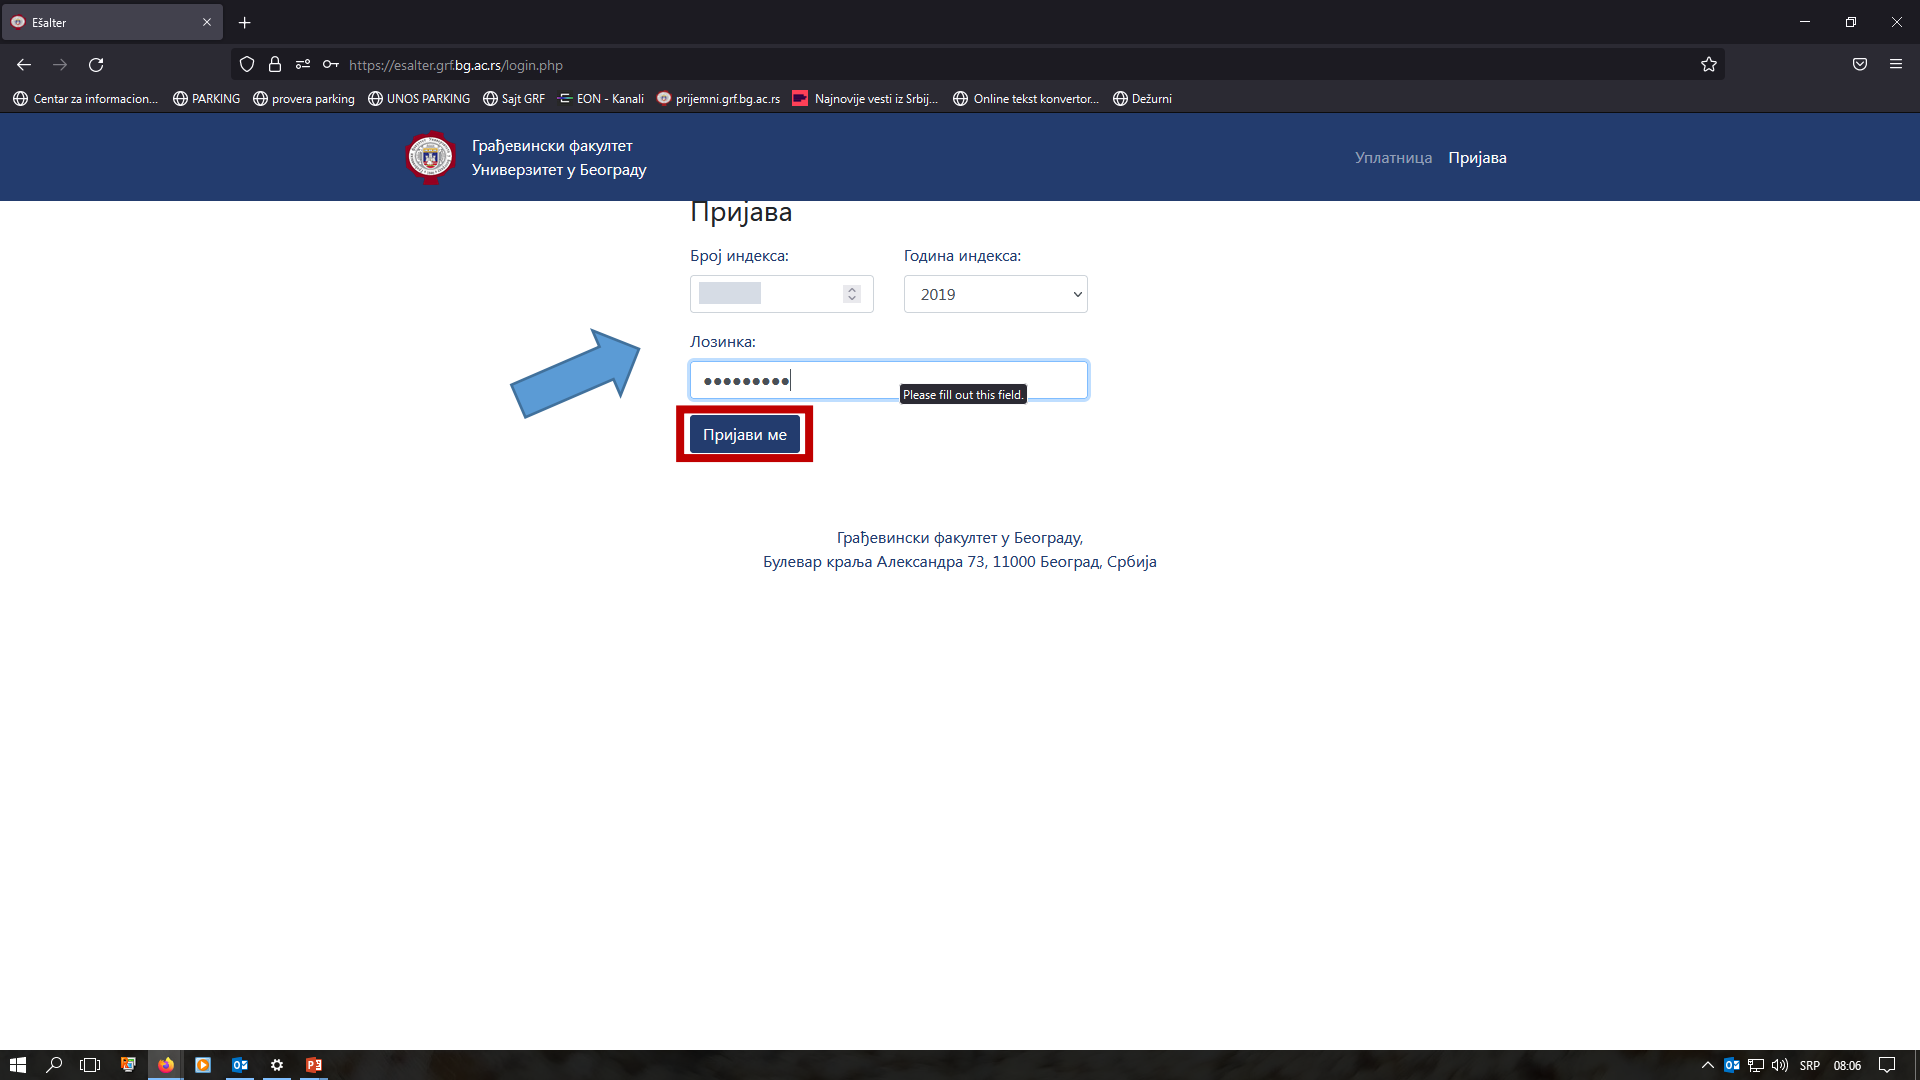 Ešalter
https://esalter.grf.bg.ac.rs/login.php
Centar za informacion... PARKING provera parking UNOS PARKING Sajt GRF EON - Kanali prijemni.grf.bg.ac.rs Najnovije vesti iz Srbij... Online tekst konvertor... Dežurni
Грађевински факултет
Универзитет у Београду
Уплатница Пријава
Пријава
Број индекса: Година индекса:
2019
Лозинка:
Please fill out this field.
Пријави ме
Грађевински факултет у Београду,
Булевар краља Александра 73, 11000 Београд, Србија
SRP 08:06